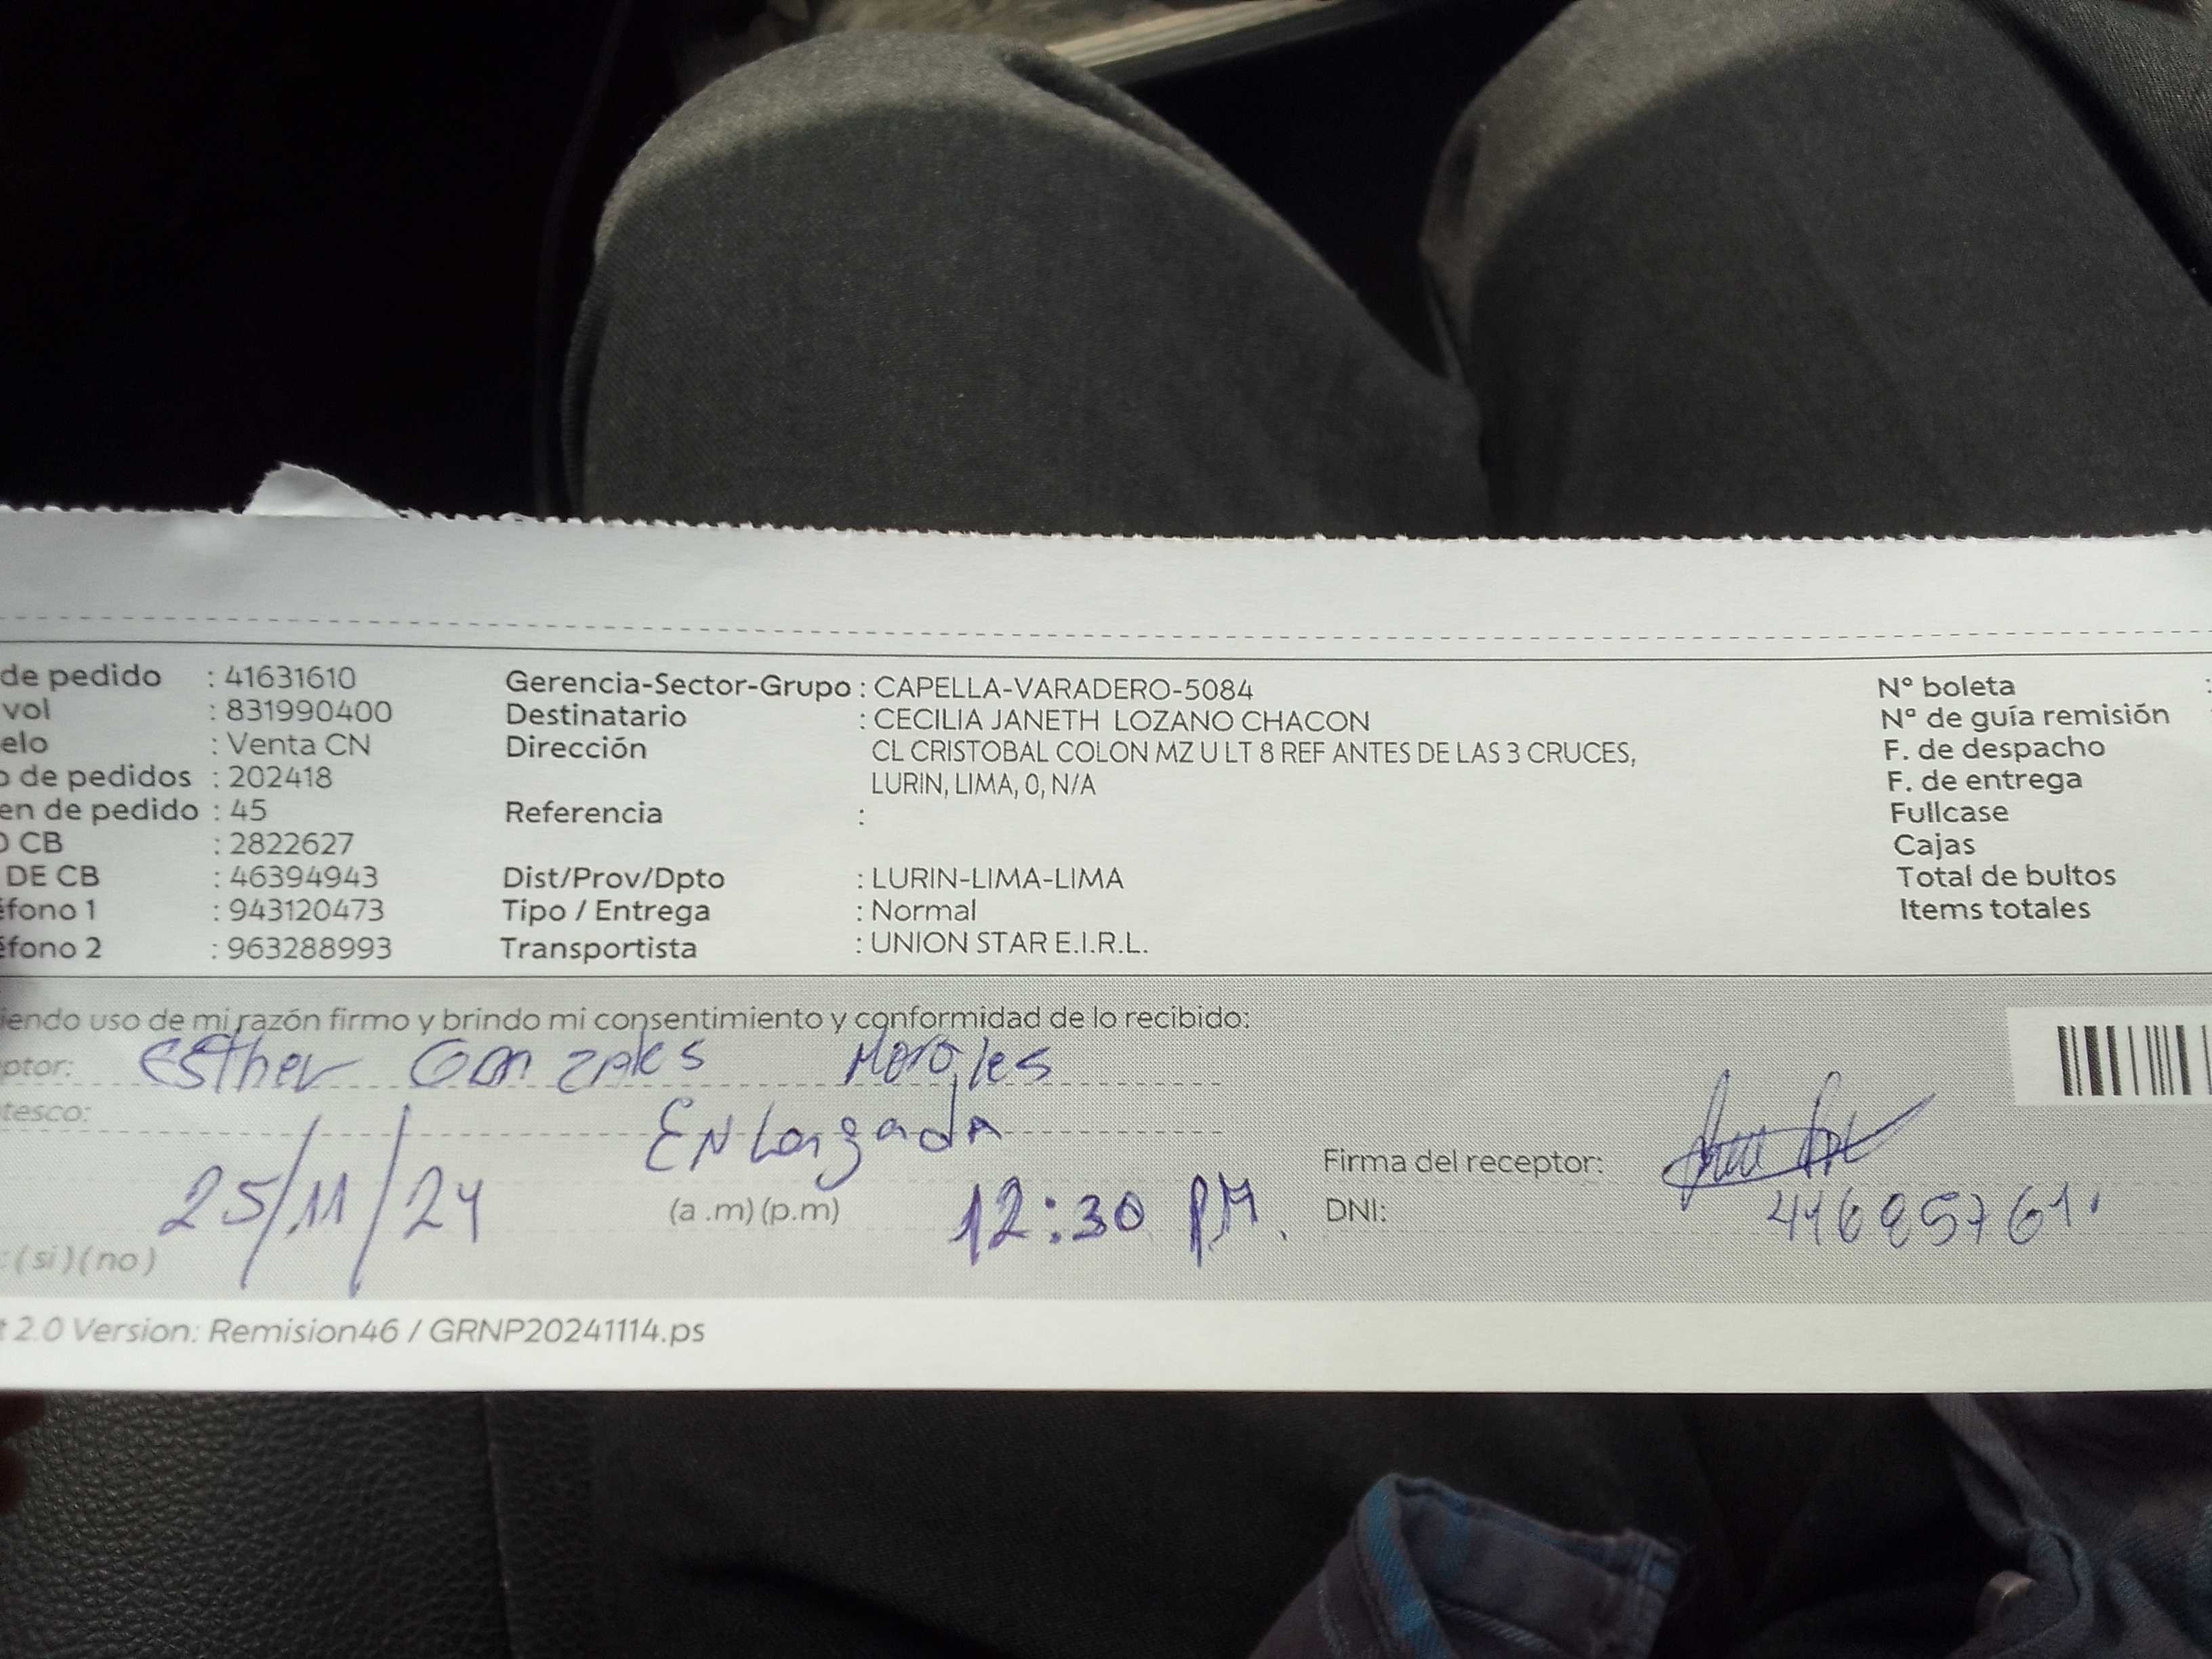 de pedido : 41631610
vol : 831990400
elo : Venta CN
o de pedidos : 202418
en de pedido : 45
O CB : 2822627
DE CB : 46394943
éfono 1 : 943120473
éfono 2 : 963288993
Gerencia-Sector-Grupo : CAPELLA-VARADERO-5084
Destinatario : CECILIA JANETH LOZANO CHACON
Dirección CL CRISTOBAL COLON MZ U LT 8 REF ANTES DE LAS 3 CRUCES,
LURIN, LIMA, 0, N/A
Referencia :
Dist/Prov/Dpto : LURIN-LIMA-LIMA
Tipo / Entrega : Normal
Transportista : UNION STAR E.I.R.L.
N° boleta :
N° de guía remisión
F. de despacho
F. de entrega
Fullcase
Cajas
Total de bultos
Items totales
iendo uso de mi razón firmo y brindo mi consentimiento y conformidad de lo recibido:
ptor: Esther Gonzales Morales
tesco: Enlargada
Firma del receptor:
25/11/24 (a .m) (p.m) 12:30 PM.
DNI:
: (si) (no)
t 2.0 Version: Remision46 / GRNP20241114.ps